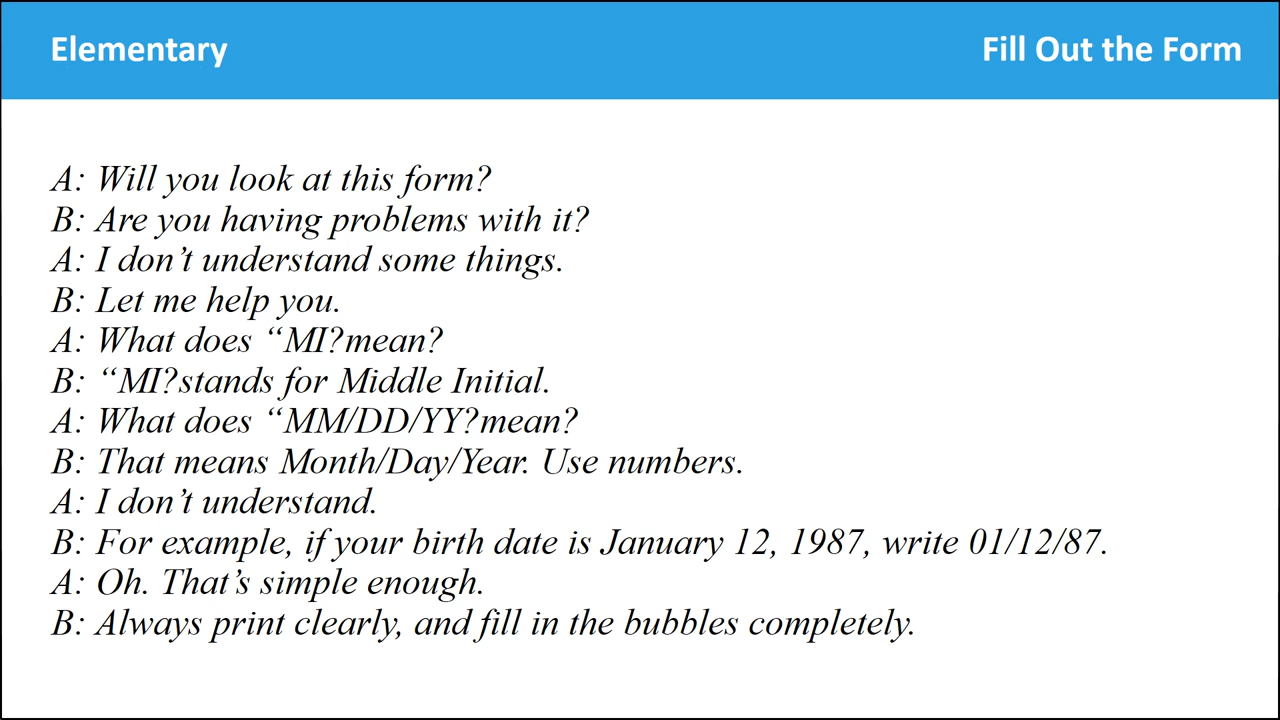 Elementary
Fill Out the Form
A: Will you look at this form?
B: Are you having problems with it?
A: I don’t understand some things.
B: Let me help you.
A: What does “MI?mean?
B: “MI?stands for Middle Initial.
A: What does “MM/DD/YY?mean?
B: That means Month/Day/Year. Use numbers.
A: I don’t understand.
B: For example, if your birth date is January 12, 1987, write 01/12/87.
A: Oh. That’s simple enough.
B: Always print clearly, and fill in the bubbles completely.